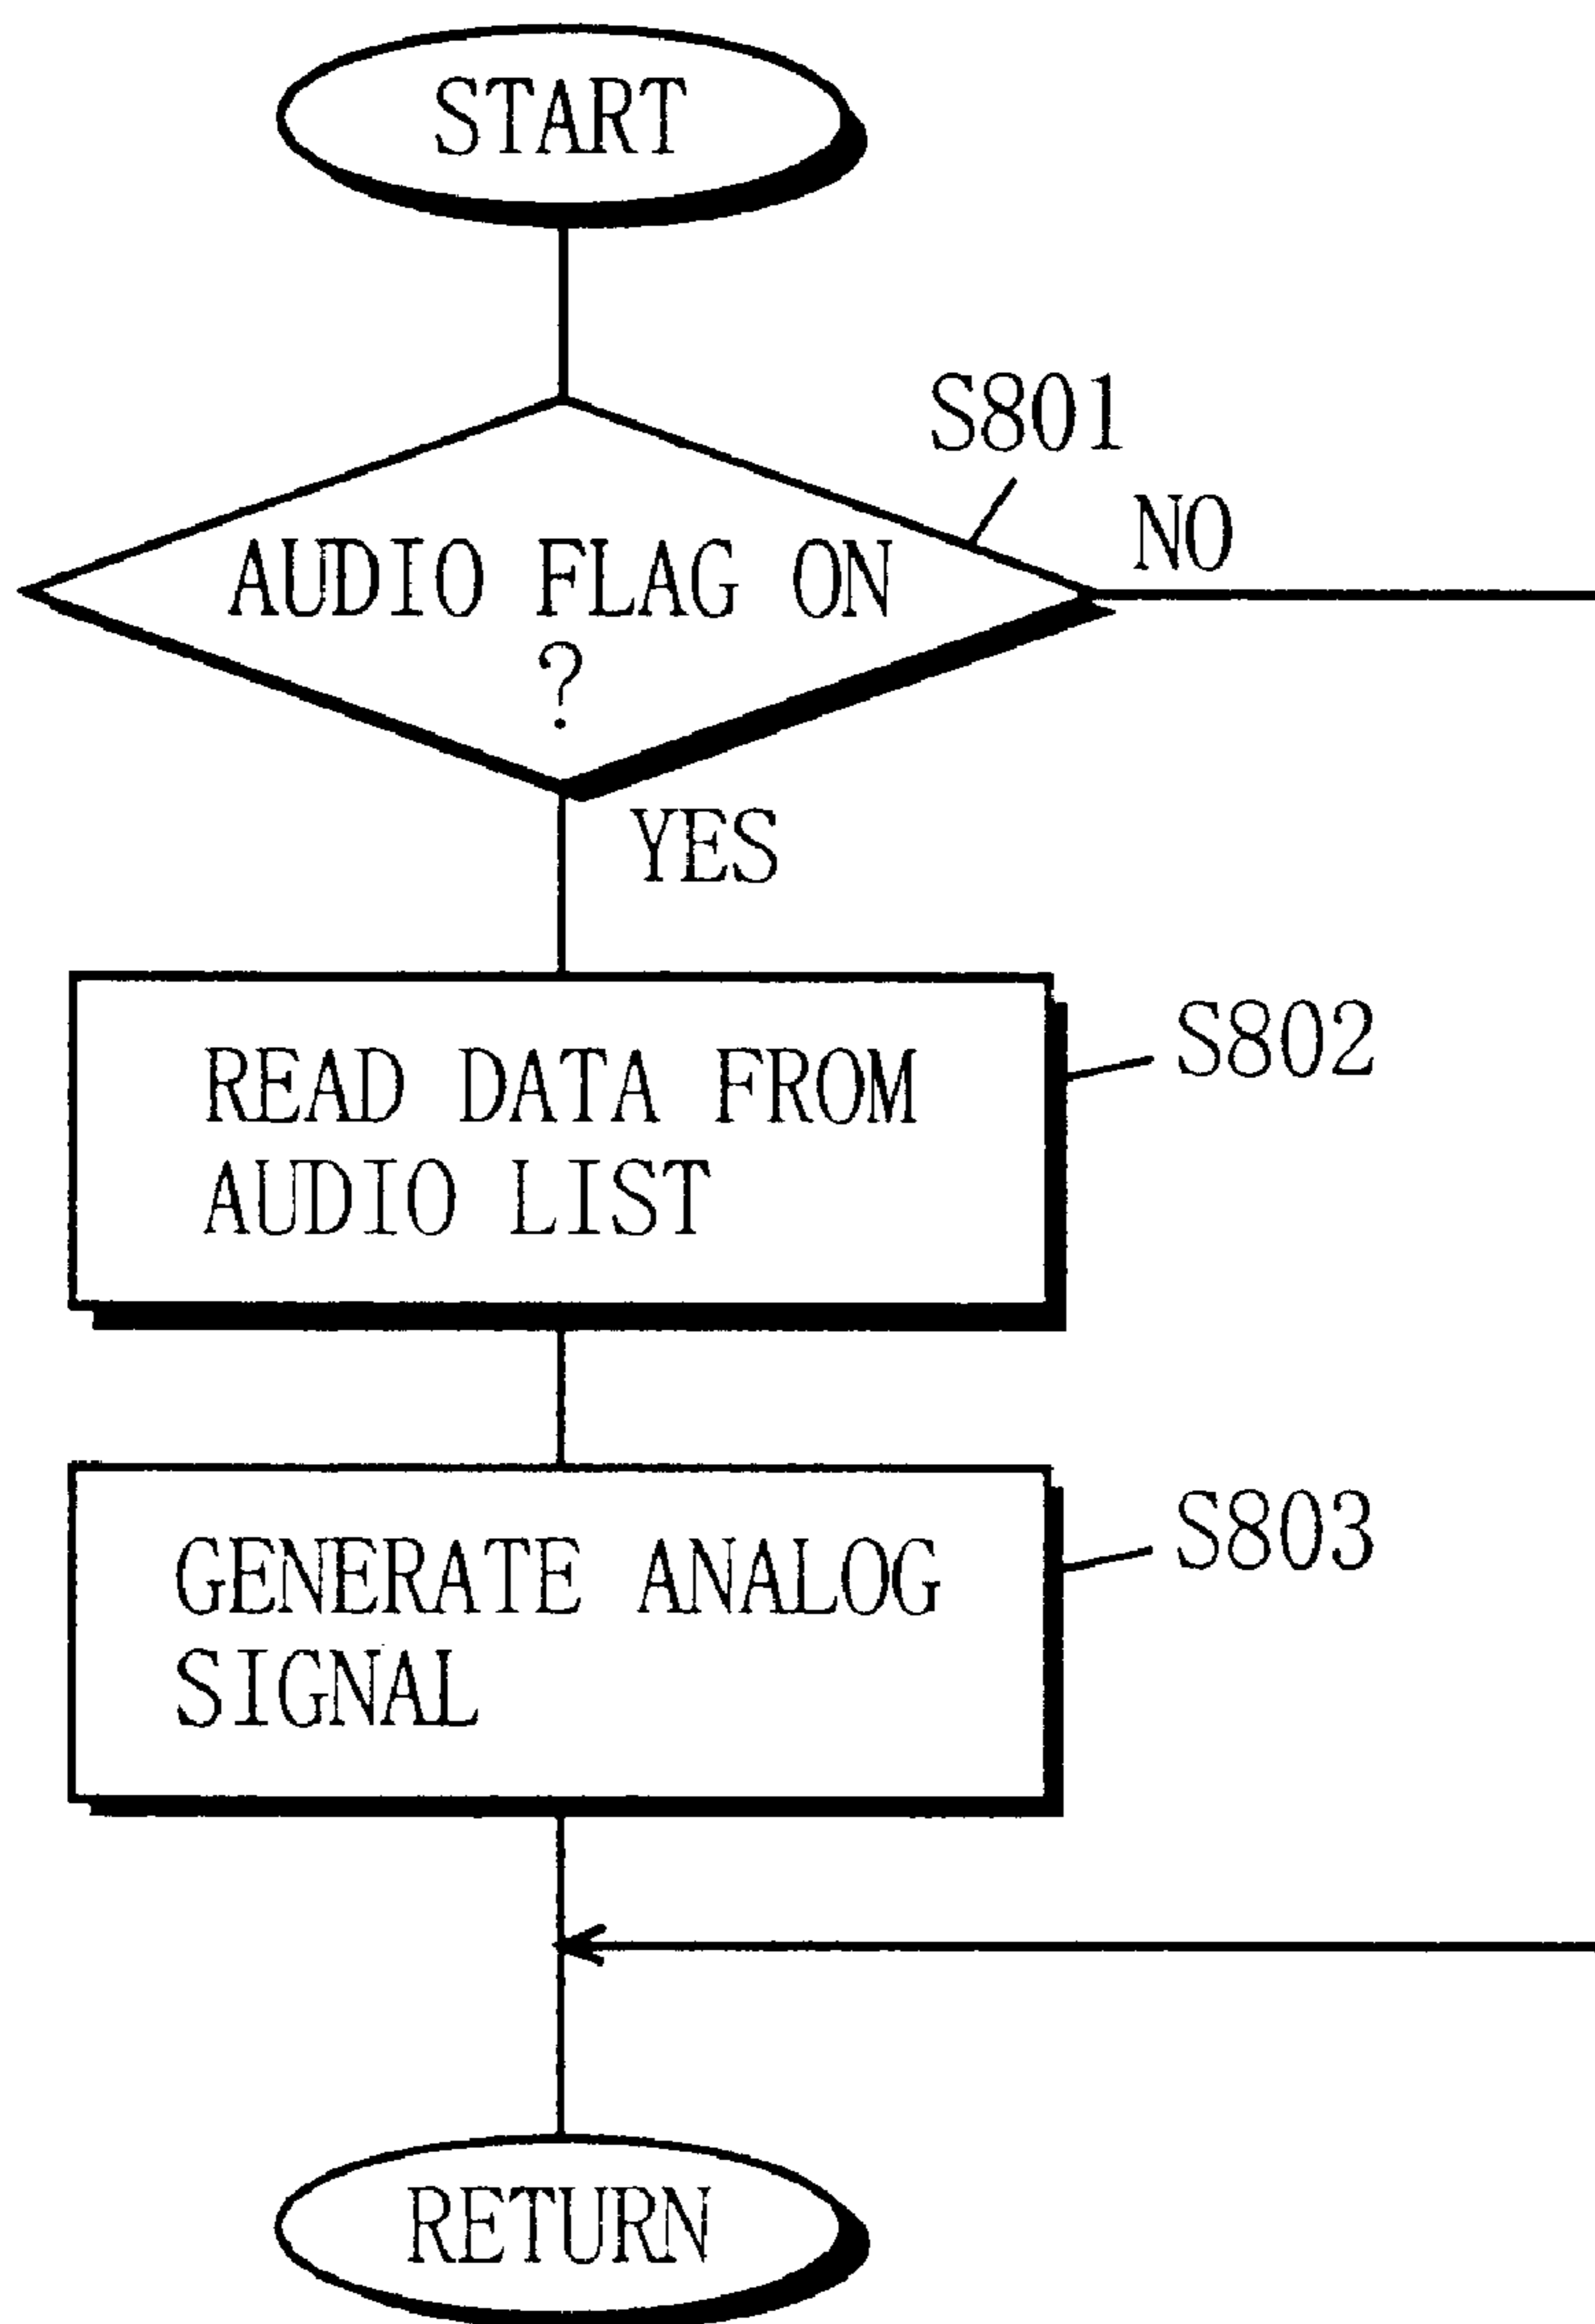 START
S801
NO
AUDIO FLAG ON
?
YES
READ DATA FROM
AUDIO LIST
S802
GENERATE ANALOG
SIGNAL
S803
RETURN